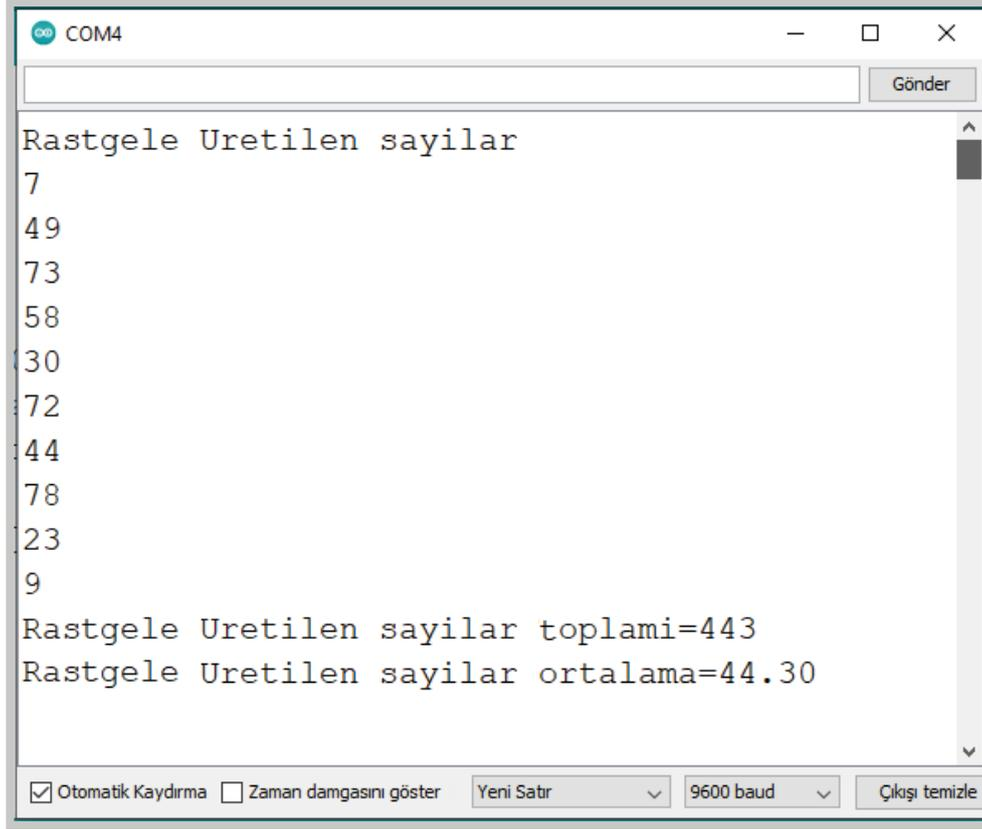 COM4
Gönder
Rastgele Uretilen sayilar
7
49
73
58
30
72
44
78
23
9
Rastgele Uretilen sayilar toplami=443
Rastgele Uretilen sayilar ortalama=44.30
Otomatik Kaydırma Zaman damgasını göster Yeni Satır 9600 baud Çıkışı temizle